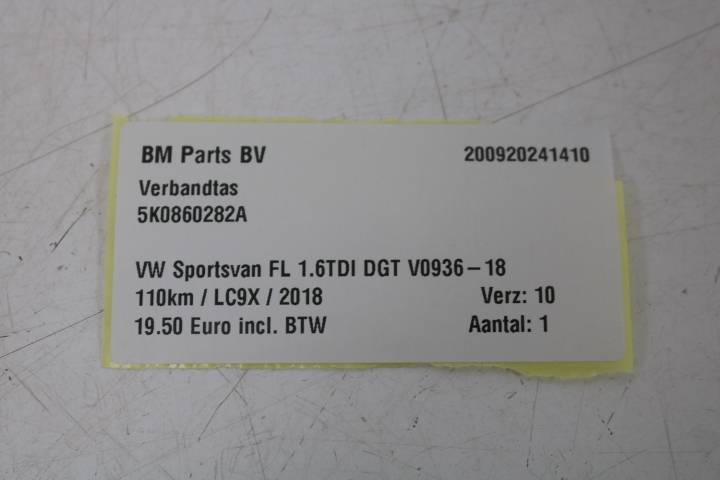 BM Parts BV 200920241410
Verbandtas
5K0860282A
VW Sportsvan FL 1.6TDI DGT V0936-18
110km / LC9X / 2018 Verz: 10
19.50 Euro incl. BTW Aantal: 1